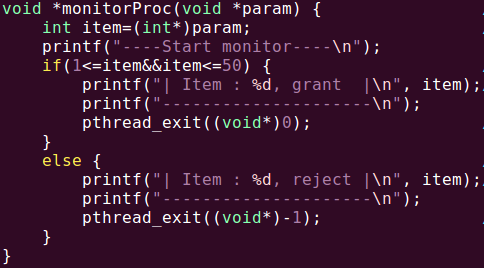 void *monitorProc(void *param) {
    int item=(int*)param;
    printf("----Start monitor----\n");
    if(1<=item&&item<=50) {
        printf("| Item : %d, grant  |\n", item);
        printf("---------------------\n");
        pthread_exit((void*)0);
    }
    else {
        printf("| Item : %d, reject |\n", item);
        printf("---------------------\n");
        pthread_exit((void*)-1);
    }
}